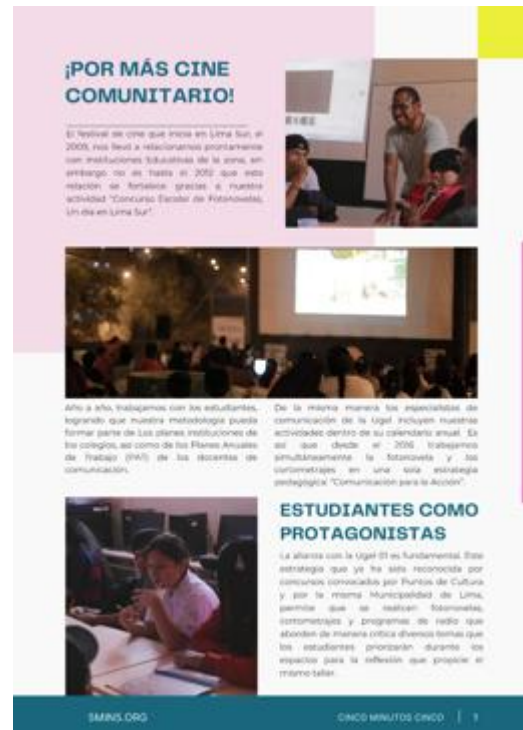 ¡POR MÁS CINE
COMUNITARIO!
El festival de cine que inicia en Lima Sur, el
2009, nos llevó a relacionarnos prontamente
con Instituciones Educativas de la zona, sin
embargo no es hasta el 2012 que esta
relación se fortalece gracias a nuestra
actividad "Concurso Escolar de Fotonovelas,
Un día en Lima Sur".
Año a año, trabajamos con los estudiantes,
logrando que nuestra metodología pueda
formar parte de Los planes instituciones de
los colegios, así como de los Planes Anuales
de Trabajo (PAT) de los docentes de
comunicación.
De la misma manera los especialistas de
comunicación de la Ugel incluyen nuestras
actividades dentro de su calendario anual. Es
así que desde el 2016 trabajamos
simultáneamente la fotonovela y los
cortometrajes en una sola estrategia
pedagógica: "Comunicación para la Acción".
ESTUDIANTES COMO
PROTAGONISTAS
La alianza con la Ugel 01 es fundamental. Esta
estrategia que ya ha sido reconocida por
concursos convocados por Puntos de Cultura
y por la misma Municipalidad de Lima,
permite que se realicen fotonovelas,
cortometrajes y programas de radio que
aborden de manera crítica diversos temas que
los estudiantes priorizarán durante los
espacios para la reflexión que propicie el
mismo taller.
5MINS.ORG
CINCO MINUTOS CINCO |